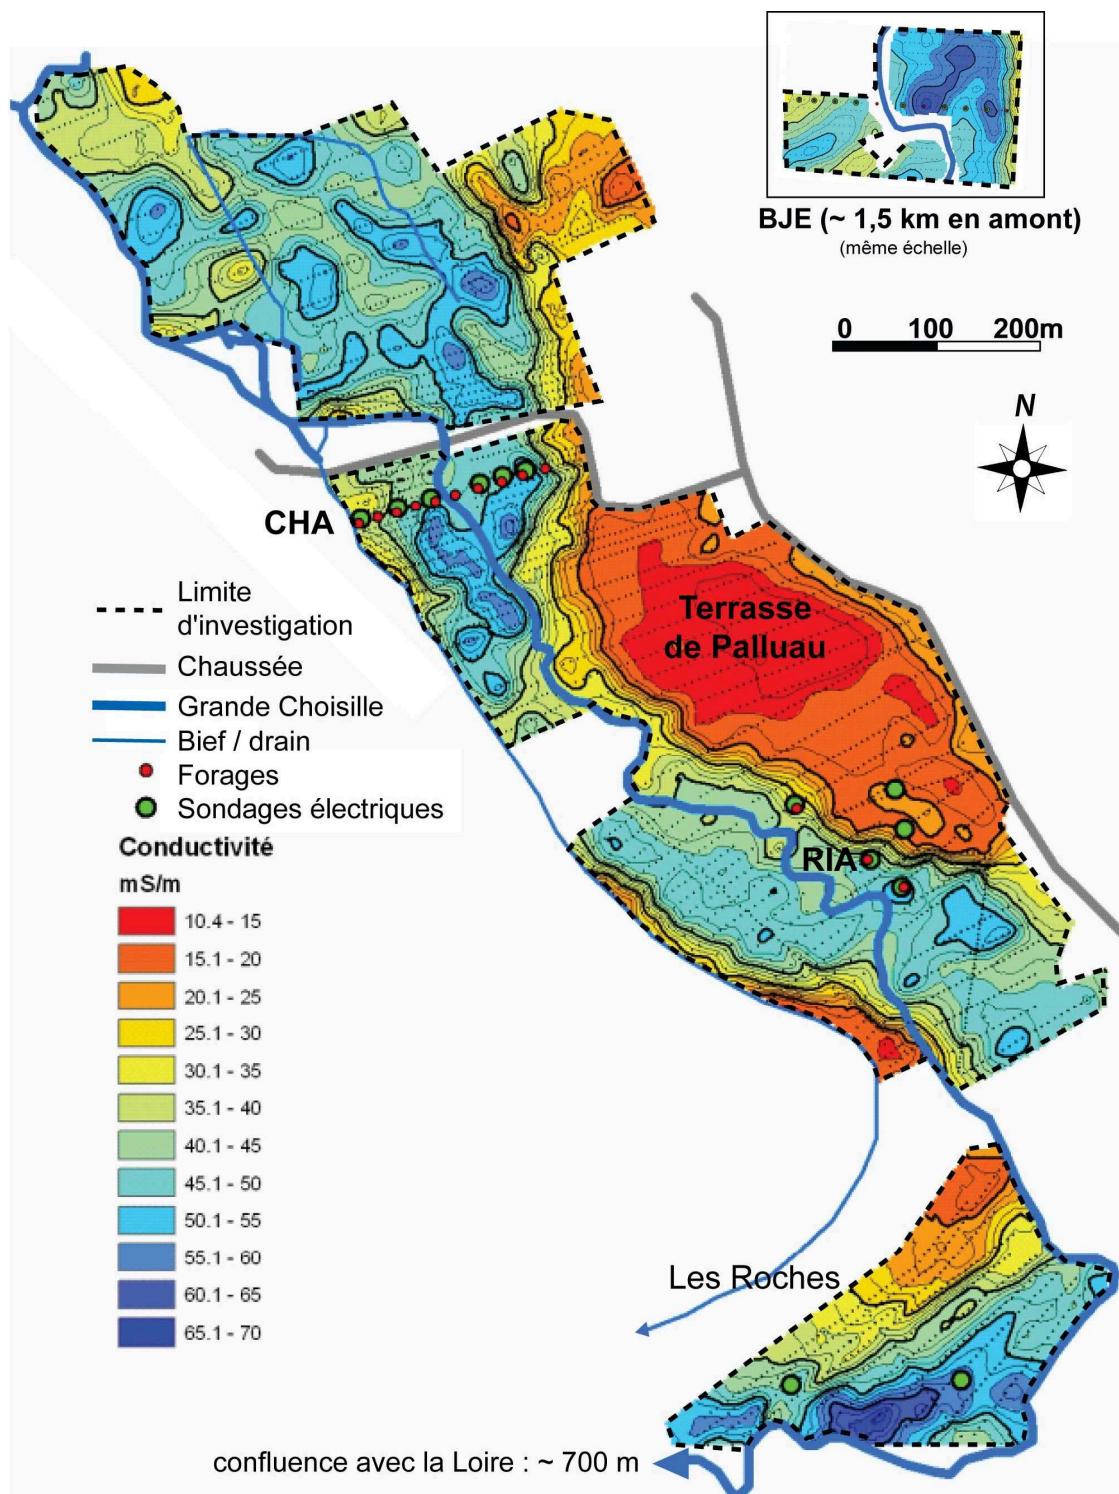 BJE (~ 1,5 km en amont)
(même échelle)
0 100 200m
N
CHA
Terrasse
de Palluau
Limite
d'investigation
Chaussée
Grande Choisille
Bief / drain
Forages
Sondages électriques
RIA
Conductivité
mS/m
10.4 - 15
15.1 - 20
20.1 - 25
25.1 - 30
30.1 - 35
35.1 - 40
40.1 - 45
45.1 - 50
50.1 - 55
55.1 - 60
60.1 - 65
65.1 - 70
Les Roches
confluence avec la Loire : ~ 700 m